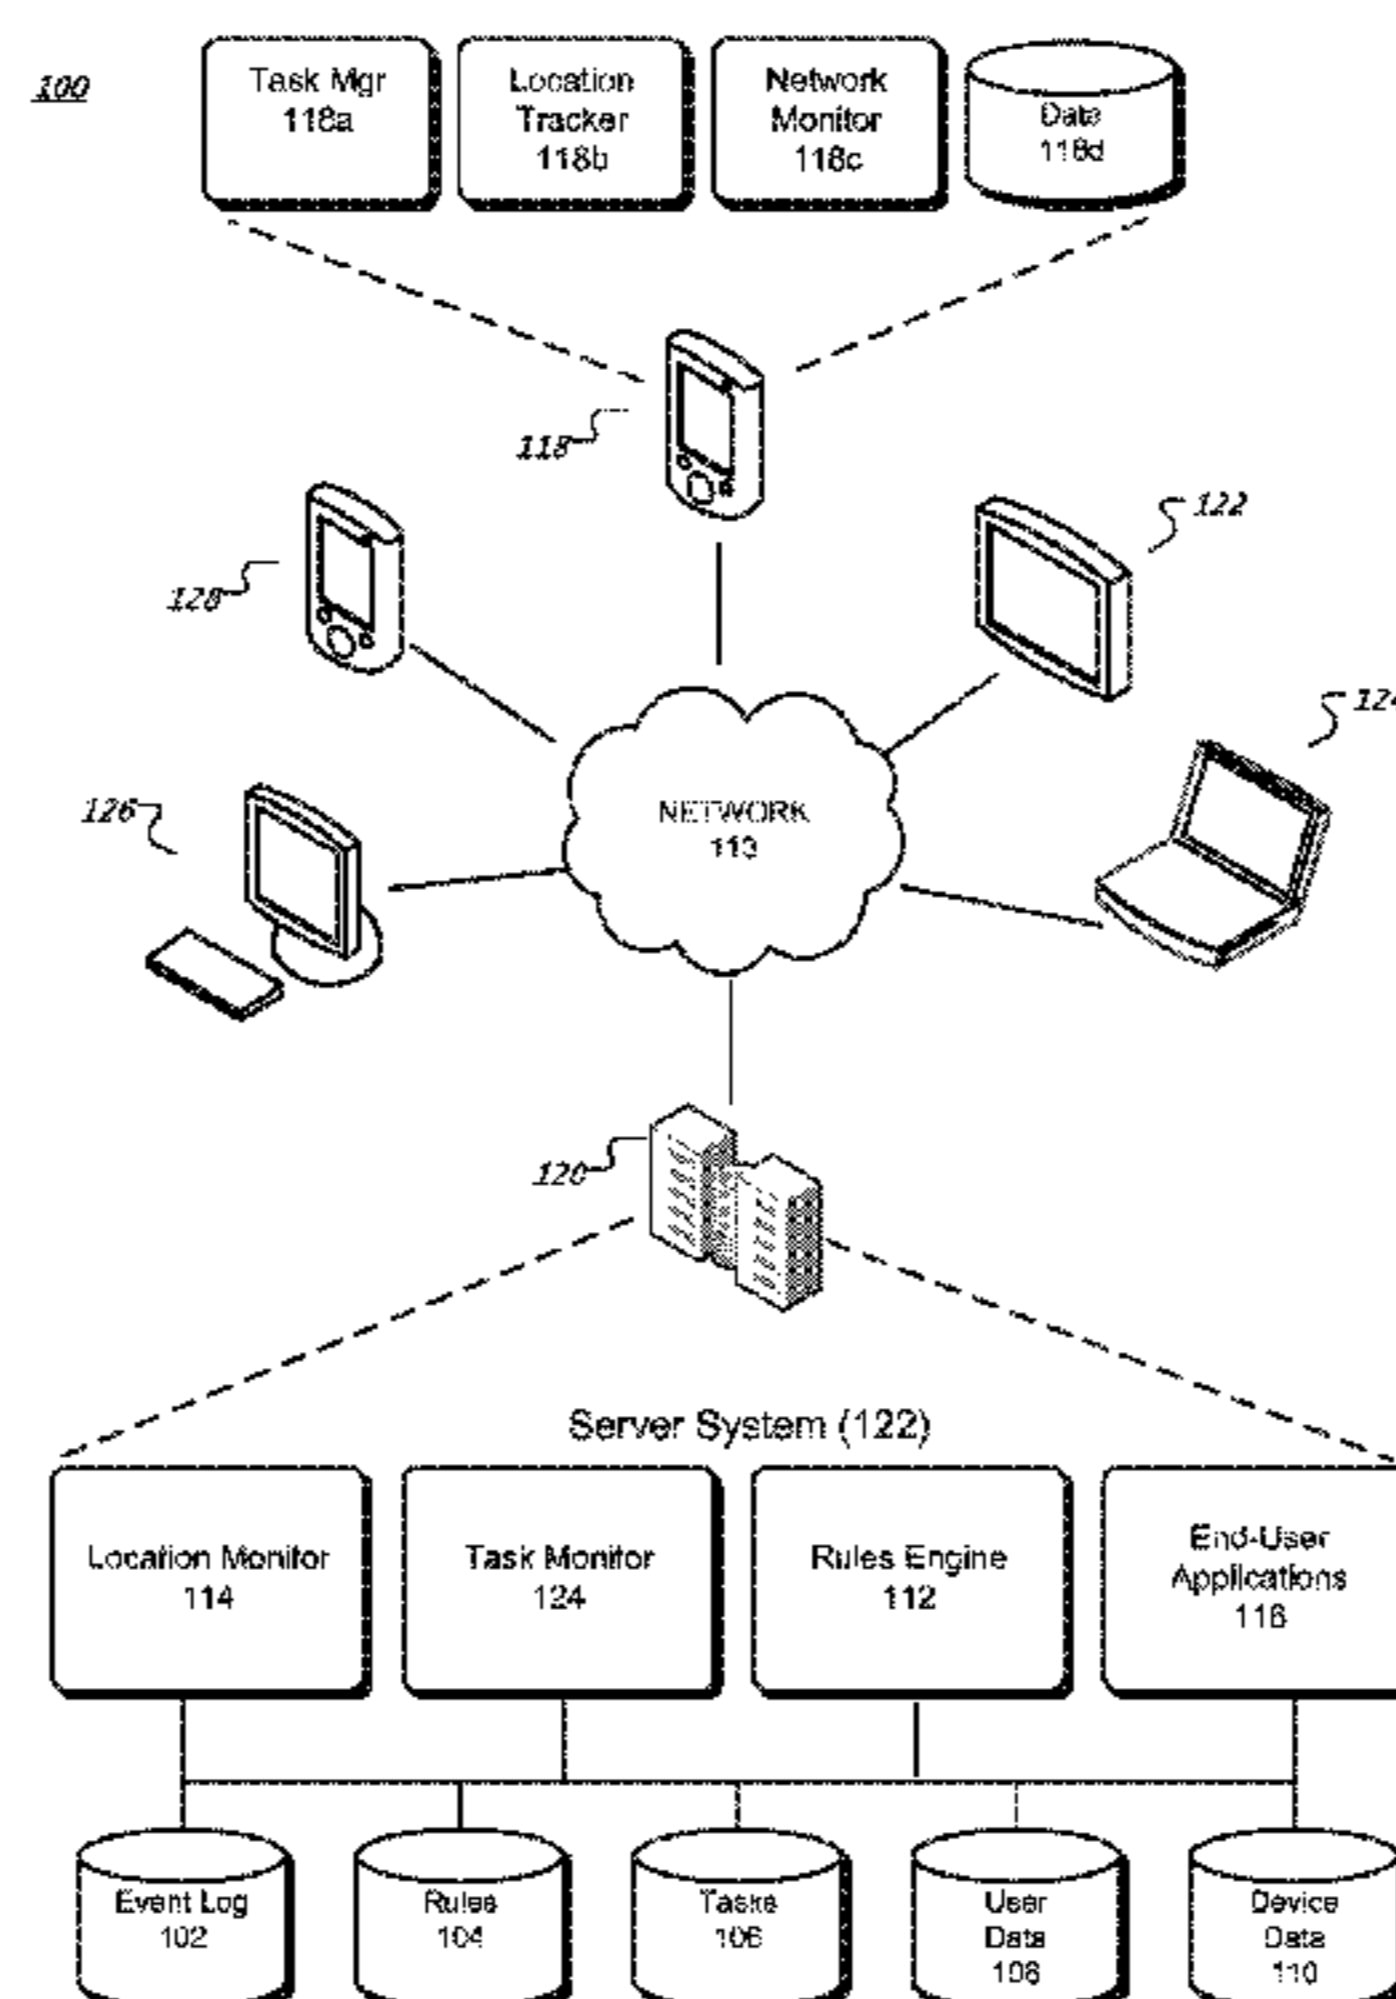 100
Task Mgr
118a
Location
Tracker
118b
Network
Monitor
118c
Data
118d
118
128
122
124
126
NETWORK
113
120
Server System (122)
Location Monitor
114
Task Monitor
124
Rules Engine
112
End-User
Applications
116
Event Log
102
Rules
104
Tasks
106
User
Data
108
Device
Data
110